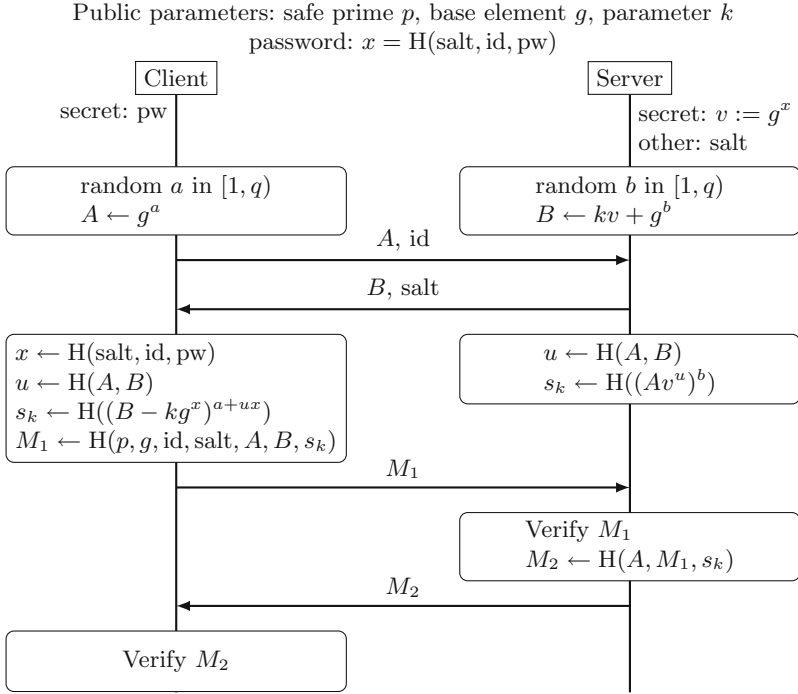 Public parameters: safe prime p, base element g, parameter k
password: x = H(salt, id, pw)
Client
Server
secret: pw
secret: v := g^x
other: salt
random a in [1, q)
A ← g^a
random b in [1, q)
B ← kv + g^b
A, id
B, salt
x ← H(salt, id, pw)
u ← H(A, B)
s_k ← H((B − kg^x)^{a+ux})
M_1 ← H(p, g, id, salt, A, B, s_k)
u ← H(A, B)
s_k ← H((Av^u)^b)
M_1
Verify M_1
M_2 ← H(A, M_1, s_k)
M_2
Verify M_2